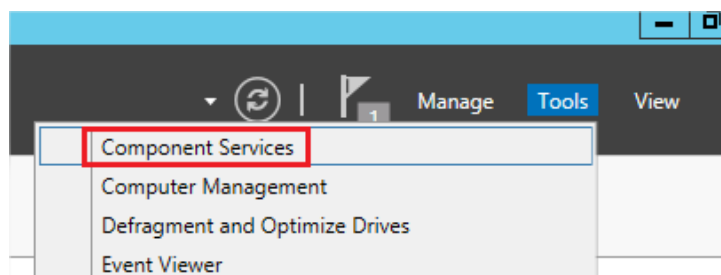 1 Manage Tools View
Component Services
Computer Management
Defragment and Optimize Drives
Event Viewer